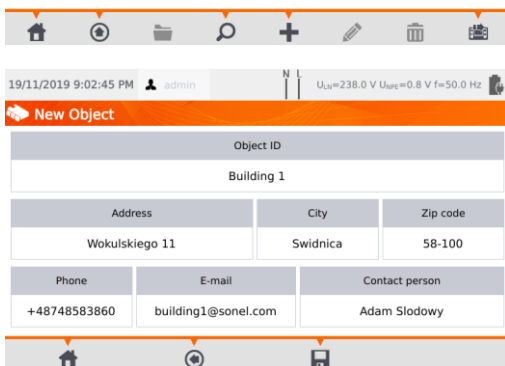 19/11/2019 9:02:45 PM admin N L ULN=238.0 V UNPE=0.8 V f=50.0 Hz
New Object
Object ID
Building 1
Address City Zip code
Wokulskiego 11 Swidnica 58-100
Phone E-mail Contact person
+48748583860 building1@sonel.com Adam Slodowy